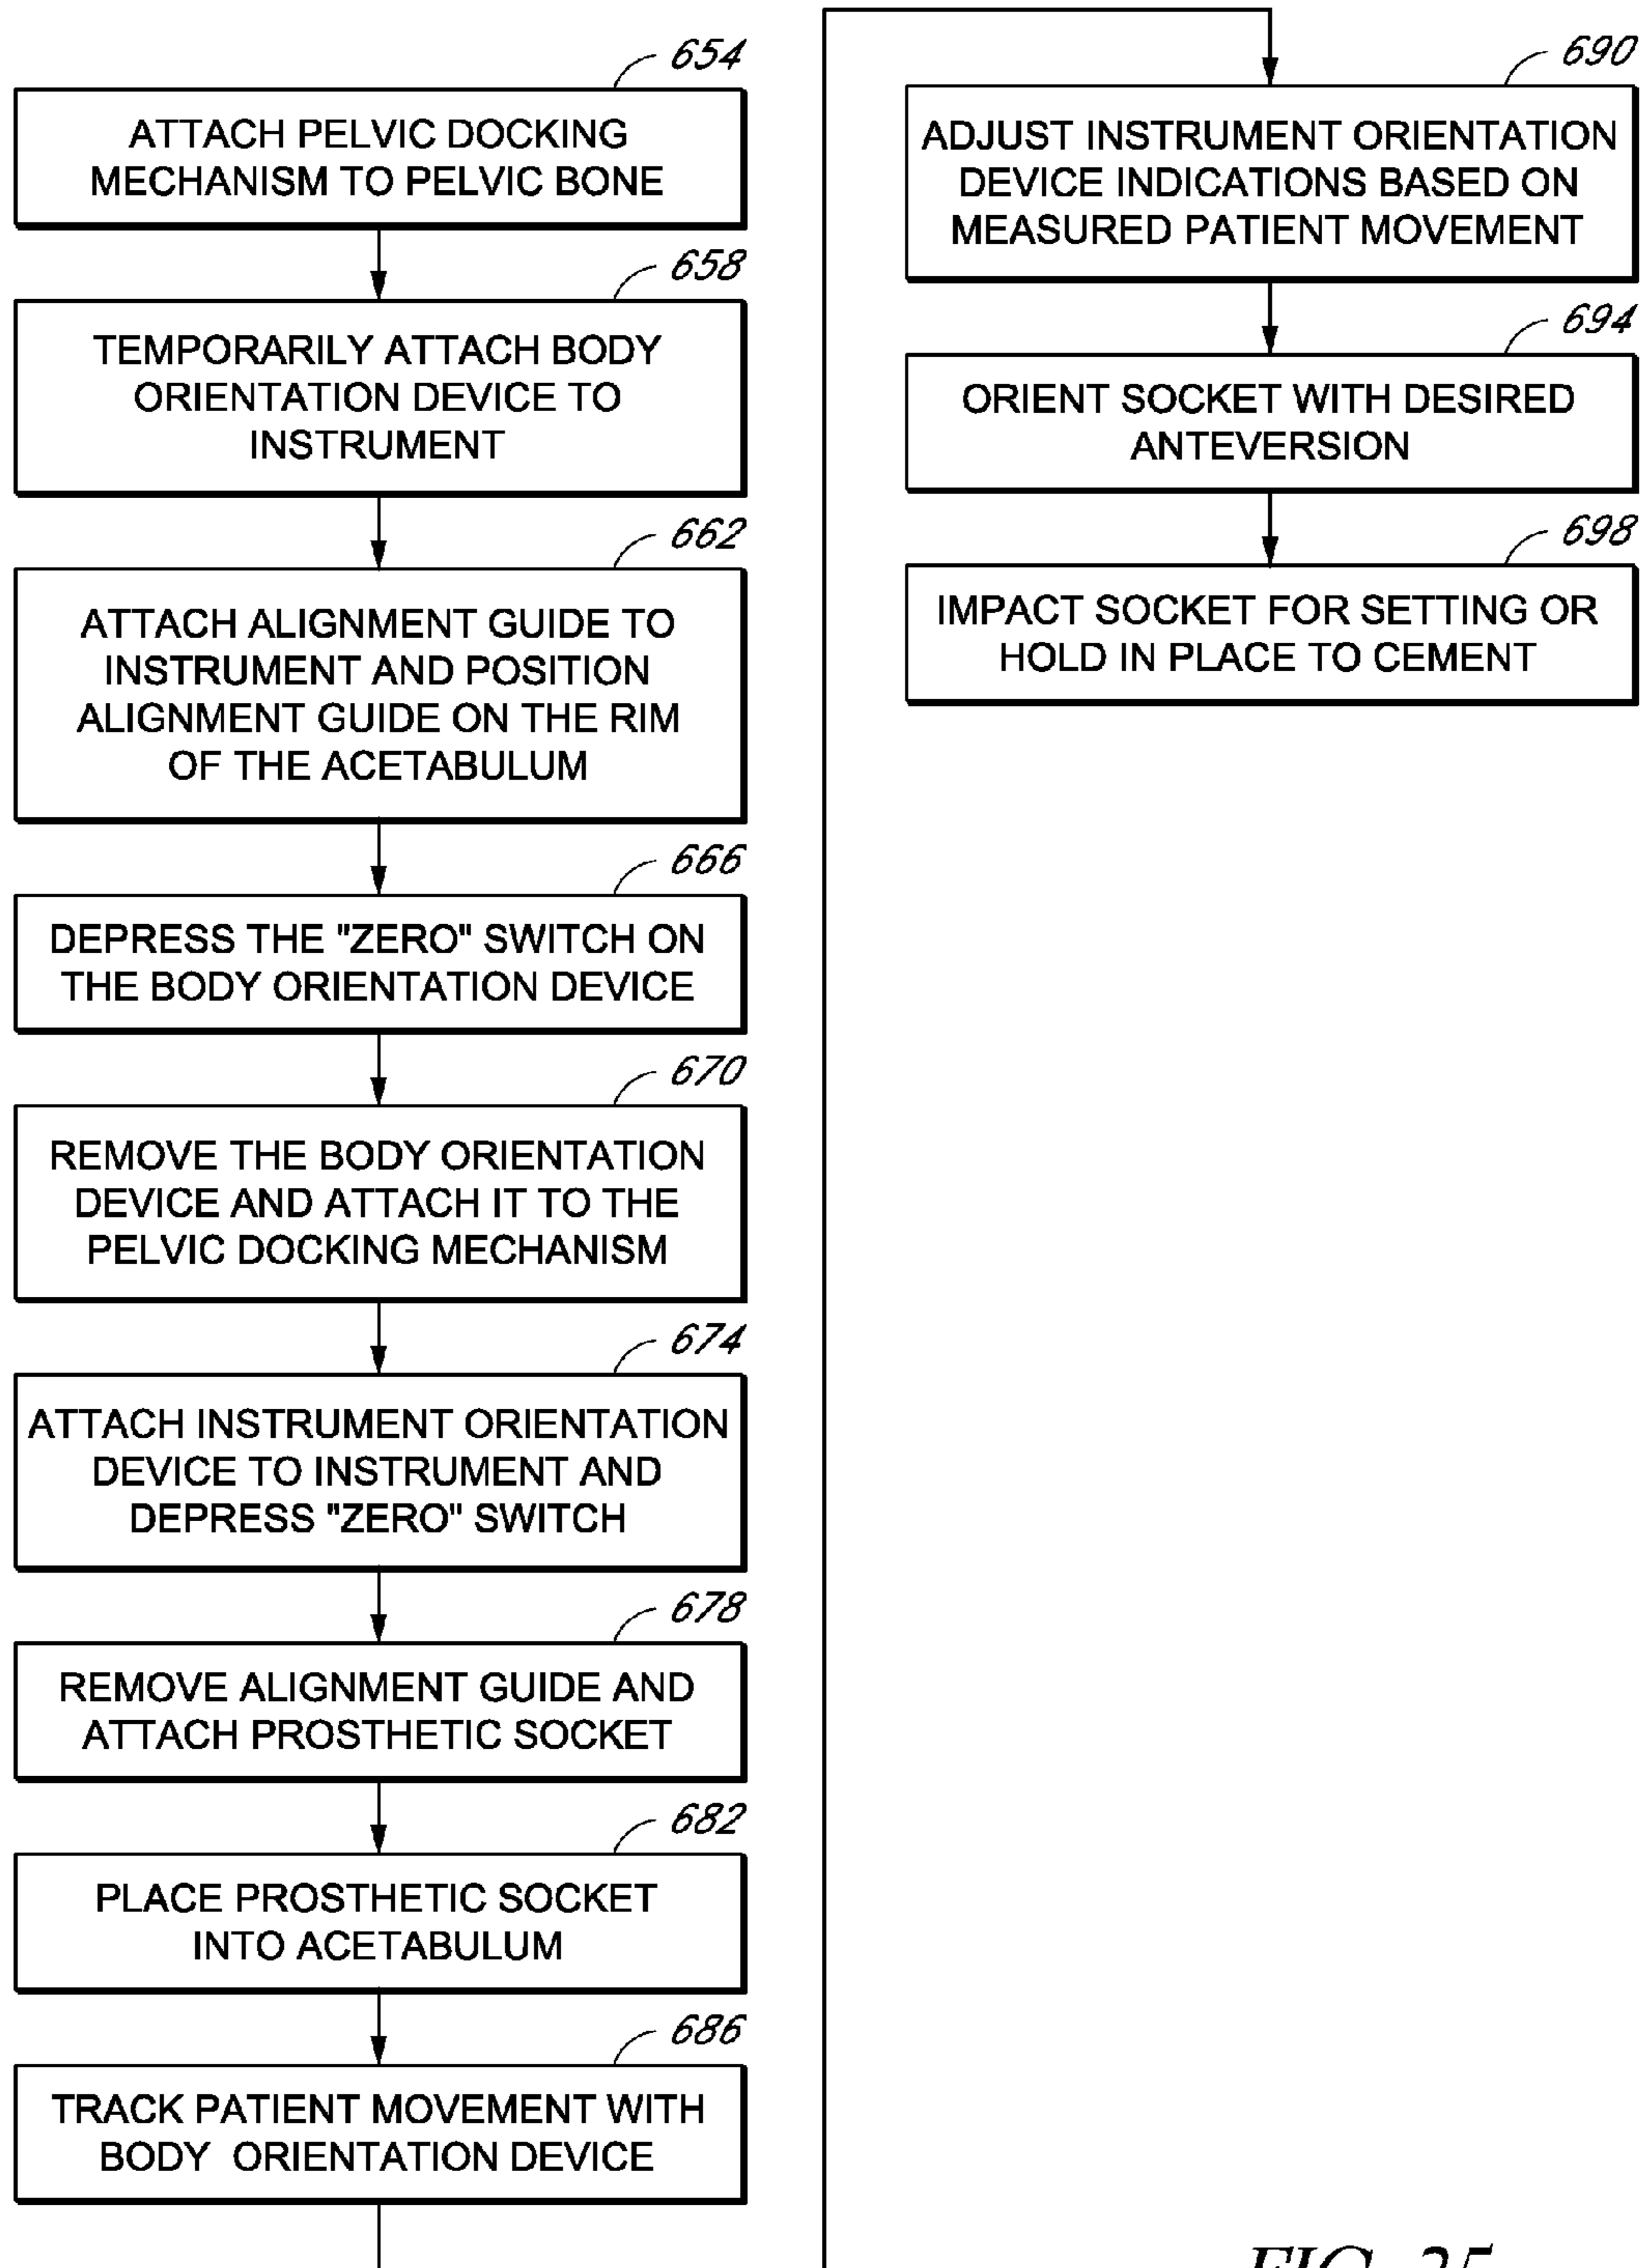 654
ATTACH PELVIC DOCKING
MECHANISM TO PELVIC BONE
658
TEMPORARILY ATTACH BODY
ORIENTATION DEVICE TO
INSTRUMENT
662
ATTACH ALIGNMENT GUIDE TO
INSTRUMENT AND POSITION
ALIGNMENT GUIDE ON THE RIM
OF THE ACETABULUM
666
DEPRESS THE "ZERO" SWITCH ON
THE BODY ORIENTATION DEVICE
670
REMOVE THE BODY ORIENTATION
DEVICE AND ATTACH IT TO THE
PELVIC DOCKING MECHANISM
674
ATTACH INSTRUMENT ORIENTATION
DEVICE TO INSTRUMENT AND
DEPRESS "ZERO" SWITCH
678
REMOVE ALIGNMENT GUIDE AND
ATTACH PROSTHETIC SOCKET
682
PLACE PROSTHETIC SOCKET
INTO ACETABULUM
686
TRACK PATIENT MOVEMENT WITH
BODY ORIENTATION DEVICE
690
ADJUST INSTRUMENT ORIENTATION
DEVICE INDICATIONS BASED ON
MEASURED PATIENT MOVEMENT
694
ORIENT SOCKET WITH DESIRED
ANTEVERSION
698
IMPACT SOCKET FOR SETTING OR
HOLD IN PLACE TO CEMENT
FIG. 25